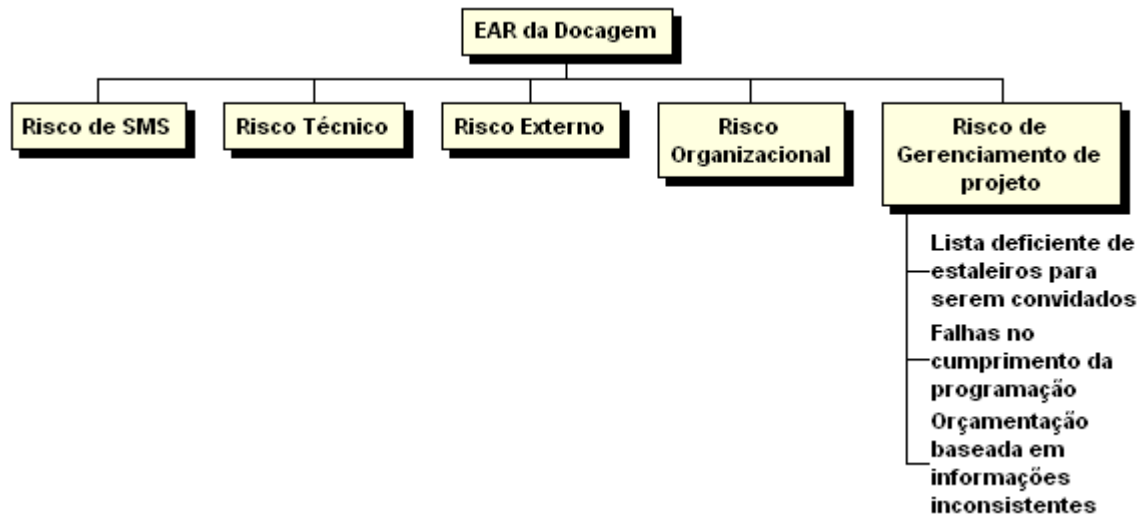 EAR da Docagem
Risco de SMS
Risco Técnico
Risco Externo
Risco
Organizacional
Risco de
Gerenciamento de
projeto
Lista deficiente de
estaleiros para
serem convidados
Falhas no
cumprimento da
programação
Orçamentação
baseada em
informações
inconsistentes